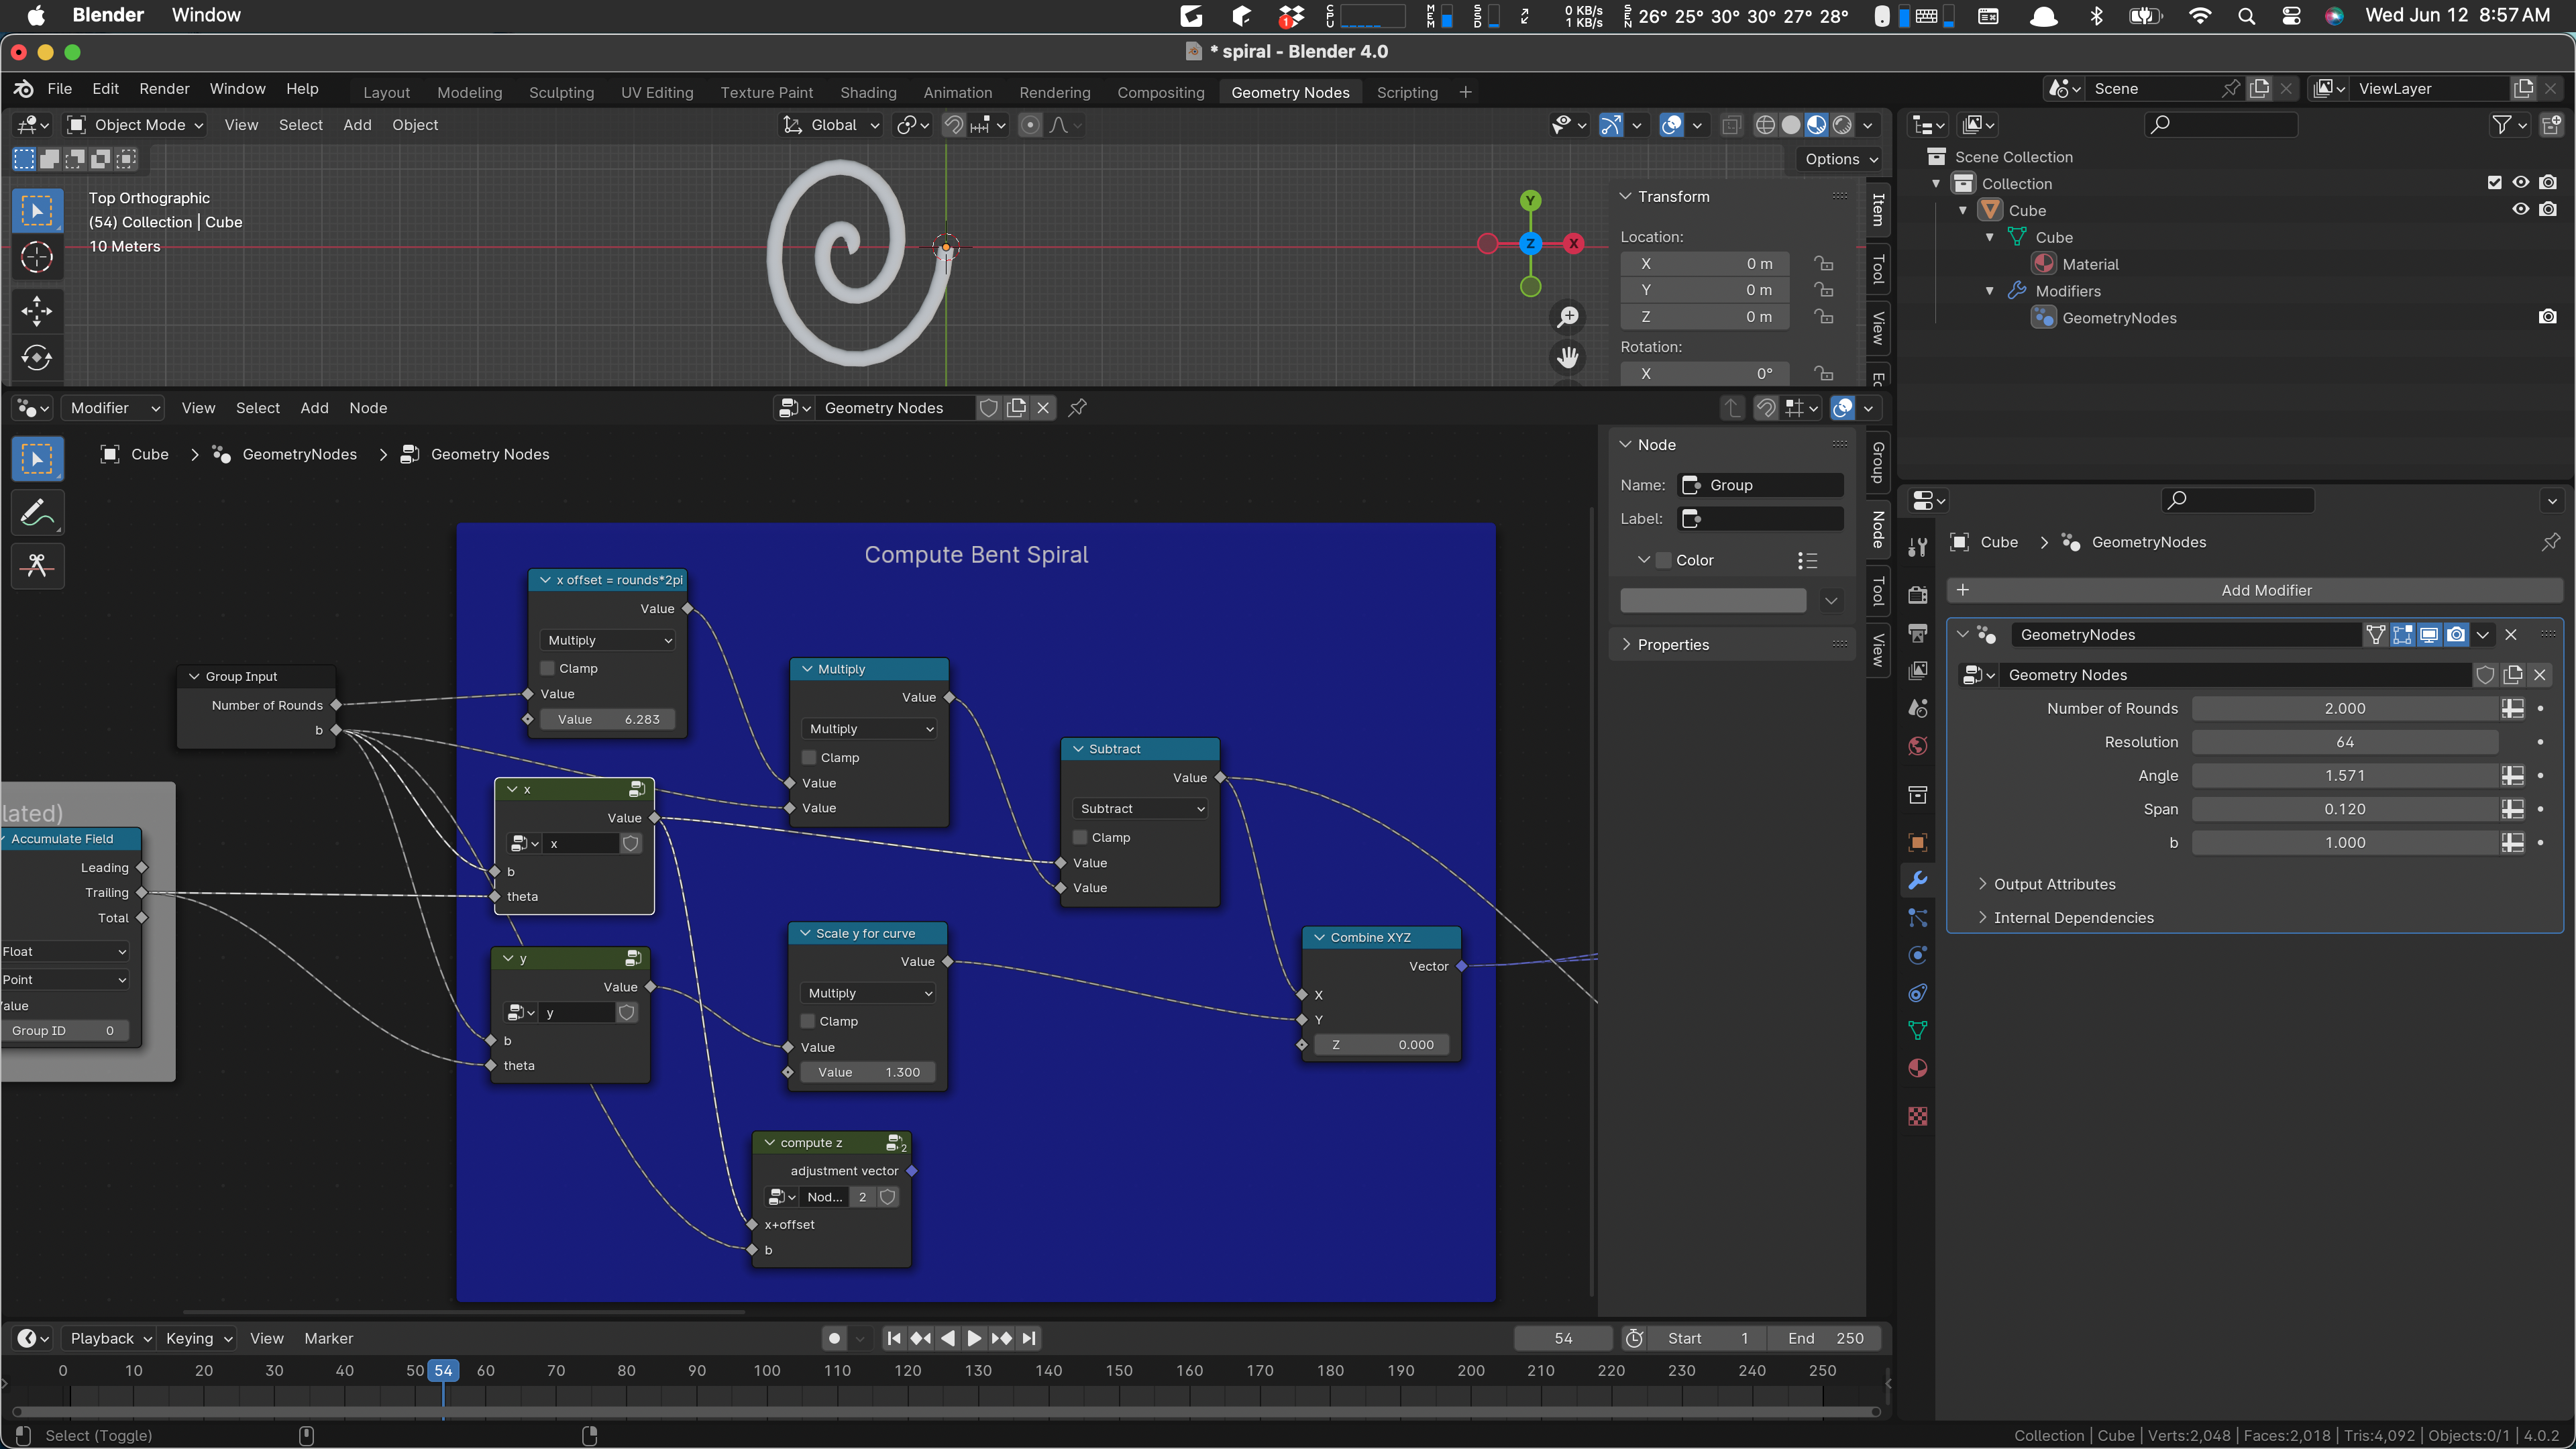 Blender Window
CPU MEM SSD 0 KB/s 1 KB/s SEN 26° 25° 30° 30° 27° 28° Wed Jun 12 8:57 AM
1
* spiral - Blender 4.0
File Edit Render Window Help Layout Modeling Sculpting UV Editing Texture Paint Shading Animation Rendering Compositing Geometry Nodes Scripting + Scene ViewLayer
Object Mode View Select Add Object Global
Options
Top Orthographic
(54) Collection | Cube
10 Meters
Y
Z X
Transform
Location:
X 0 m
Y 0 m
Z 0 m
Rotation:
X 0°
Item
Tool
View
Scene Collection
Collection
Cube
Cube
Material
Modifiers
GeometryNodes
Modifier View Select Add Node Geometry Nodes
Cube > GeometryNodes > Geometry Nodes
Node
Name: Group
Label:
Color
Properties
Group
Node
Tool
View
Compute Bent Spiral
x offset = rounds*2pi
Value
Multiply
Clamp
Value
Value 6.283
Group Input
Number of Rounds
b
Multiply
Value
Multiply
Clamp
Value
Value
x
Value
x
b
theta
Subtract
Value
Subtract
Clamp
Value
Value
lated)
Accumulate Field
Leading
Trailing
Total
Float
Point
alue
Group ID 0
y
Value
y
b
theta
Scale y for curve
Value
Multiply
Clamp
Value
Value 1.300
Combine XYZ
Vector
X
Y
Z 0.000
compute z
2
adjustment vector
Nod... 2
x+offset
b
Cube > GeometryNodes
+ Add Modifier
GeometryNodes
Geometry Nodes
Number of Rounds 2.000
Resolution 64
Angle 1.571
Span 0.120
b 1.000
Output Attributes
Internal Dependencies
Playback Keying View Marker 54 Start 1 End 250
0 10 20 30 40 50 54 60 70 80 90 100 110 120 130 140 150 160 170 180 190 200 210 220 230 240 250
Select (Toggle)
Collection | Cube | Verts:2,048 | Faces:2,018 | Tris:4,092 | Objects:0/1 | 4.0.2